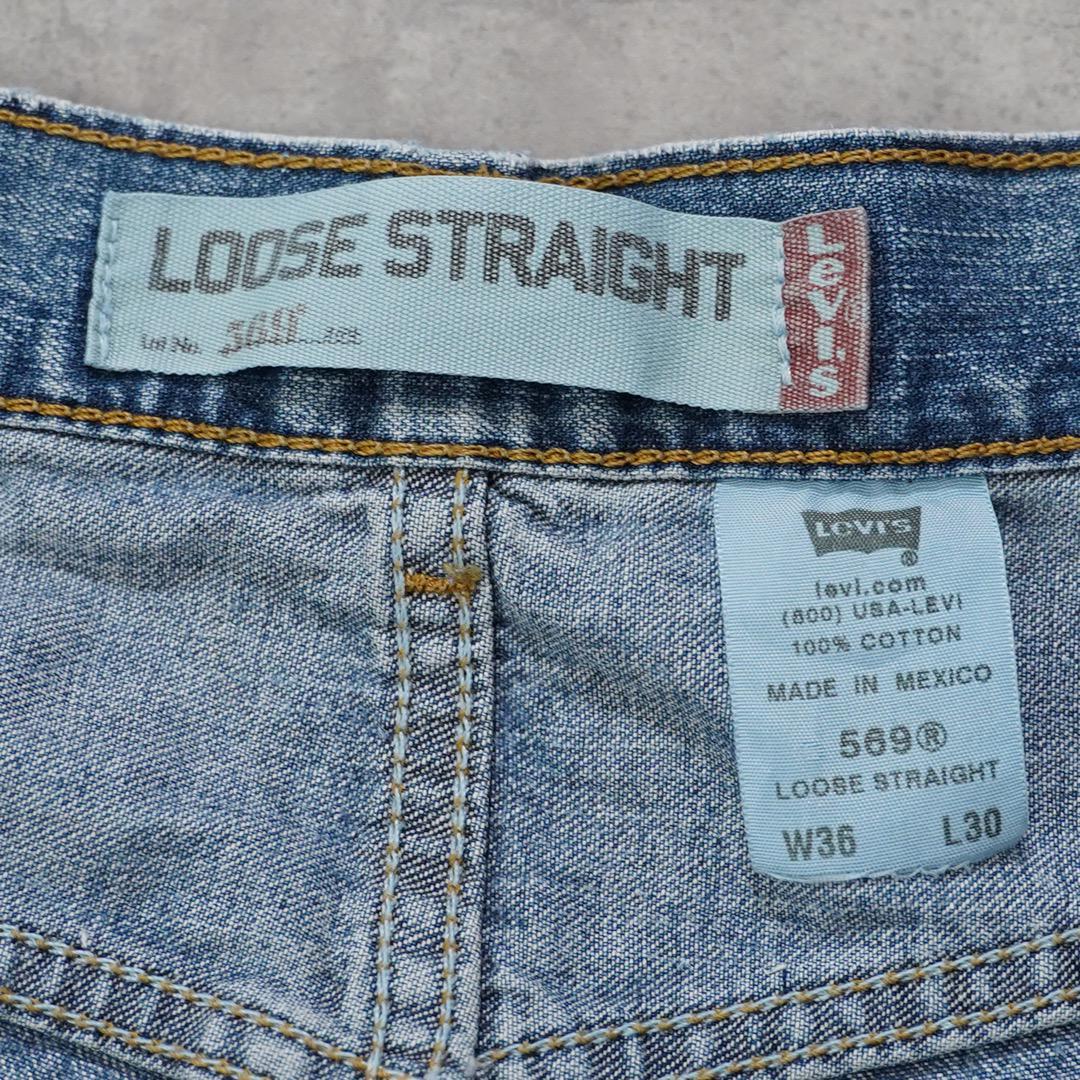 LOOSE STRAIGHT
Lot No. 569
Levi's
LEVI'S
®
levi.com
(800) USA-LEVI
100% COTTON
MADE IN MEXICO
569®
LOOSE STRAIGHT
W36 L30